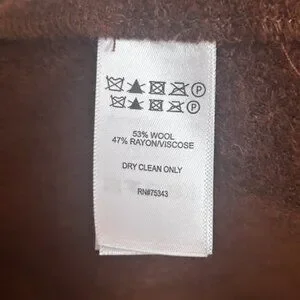 P
P
53% WOOL
47% RAYON/VISCOSE
DRY CLEAN ONLY
RN#75343